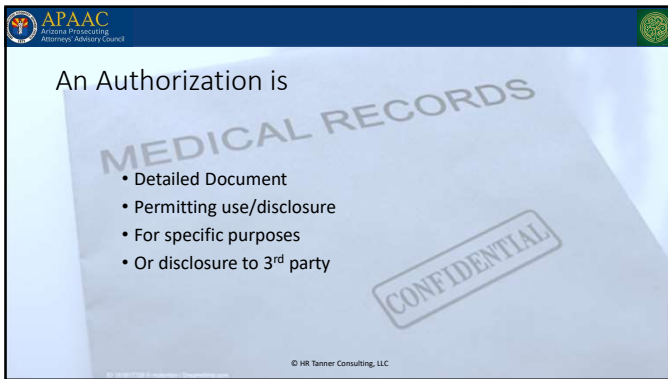 APAAC
Arizona Prosecuting
Attorneys' Advisory Council
An Authorization is
MEDICAL RECORDS
• Detailed Document
• Permitting use/disclosure
• For specific purposes
• Or disclosure to 3rd party
CONFIDENTIAL
© HR Tanner Consulting, LLC